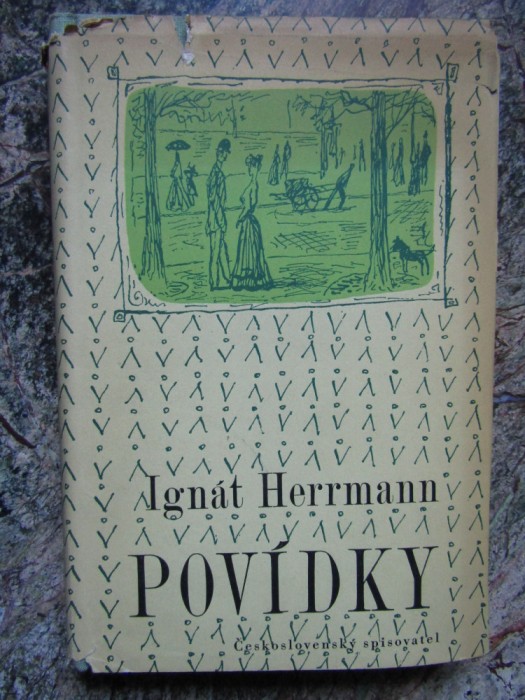 Ignát Herrmann
POVÍDKY
Československý spisovatel